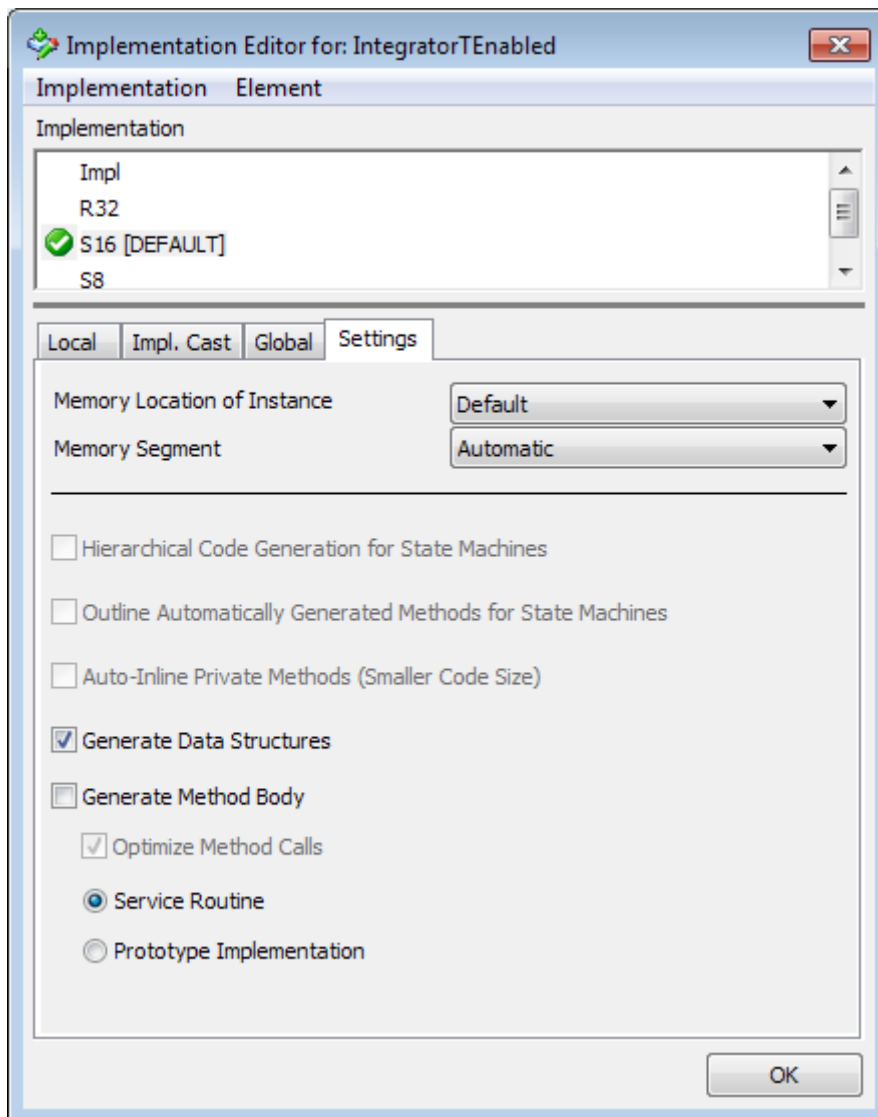 Implementation Editor for: IntegratorTEnabled
Implementation Element
Implementation
Impl
R32
S16 [DEFAULT]
S8
Local Impl. Cast Global Settings
Memory Location of Instance Default
Memory Segment Automatic
Hierarchical Code Generation for State Machines
Outline Automatically Generated Methods for State Machines
Auto-Inline Private Methods (Smaller Code Size)
Generate Data Structures
Generate Method Body
Optimize Method Calls
Service Routine
Prototype Implementation
OK